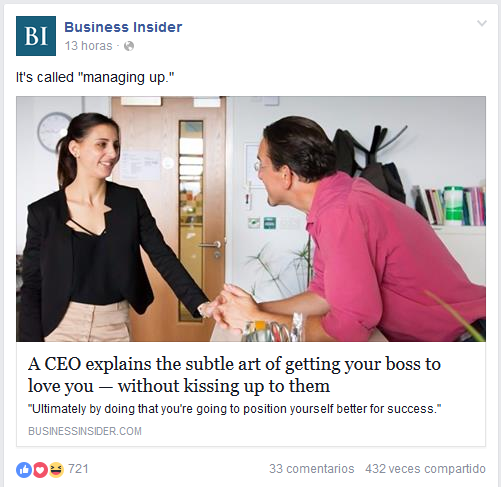 BI
Business Insider
13 horas ·
It's called "managing up."
A CEO explains the subtle art of getting your boss to
love you — without kissing up to them
"Ultimately by doing that you're going to position yourself better for success."
BUSINESSINSIDER.COM
721
33 comentarios 432 veces compartido